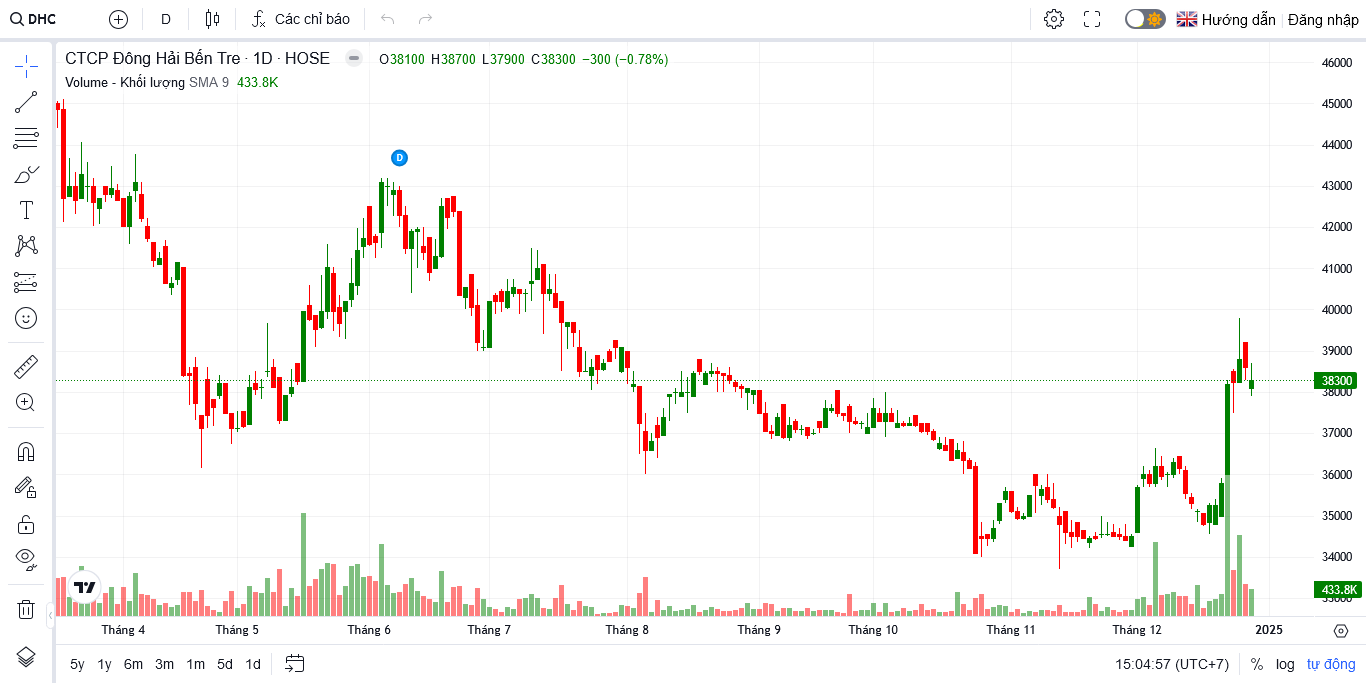 DHC D Các chỉ báo Hướng dẫn Đăng nhập
CTCP Đông Hải Bến Tre · 1D · HOSE O38100 H38700 L37900 C38300 −300 (−0.78%)
Volume - Khối lượng SMA 9 433.8K
D
46000
45000
44000
43000
42000
41000
40000
39000
38300
38000
37000
36000
35000
34000
433.8K
33000
Tháng 4 Tháng 5 Tháng 6 Tháng 7 Tháng 8 Tháng 9 Tháng 10 Tháng 11 Tháng 12 2025
5y 1y 6m 3m 1m 5d 1d 15:04:57 (UTC+7) % log tự động